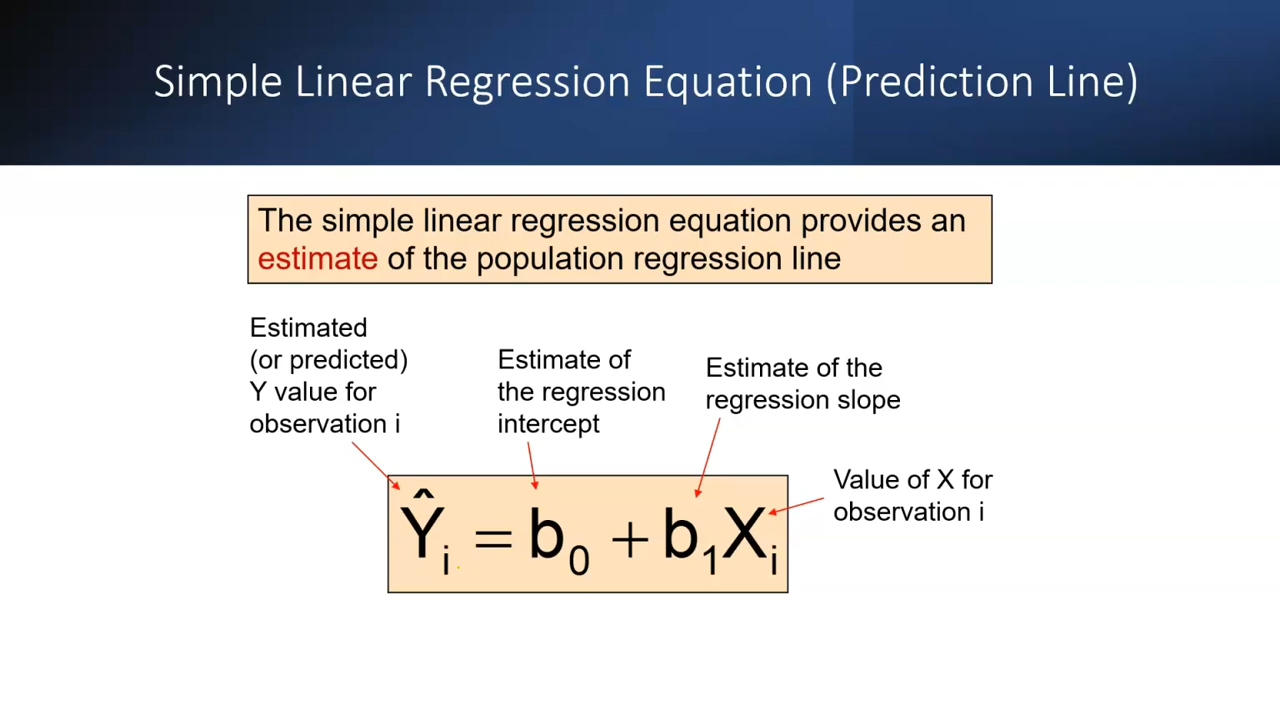 Simple Linear Regression Equation (Prediction Line)
The simple linear regression equation provides an
estimate of the population regression line
Estimated
(or predicted)
Y value for
observation i
Estimate of
the regression
intercept
Estimate of the
regression slope
Value of X for
observation i
Ŷᵢ = b₀ + b₁Xᵢ